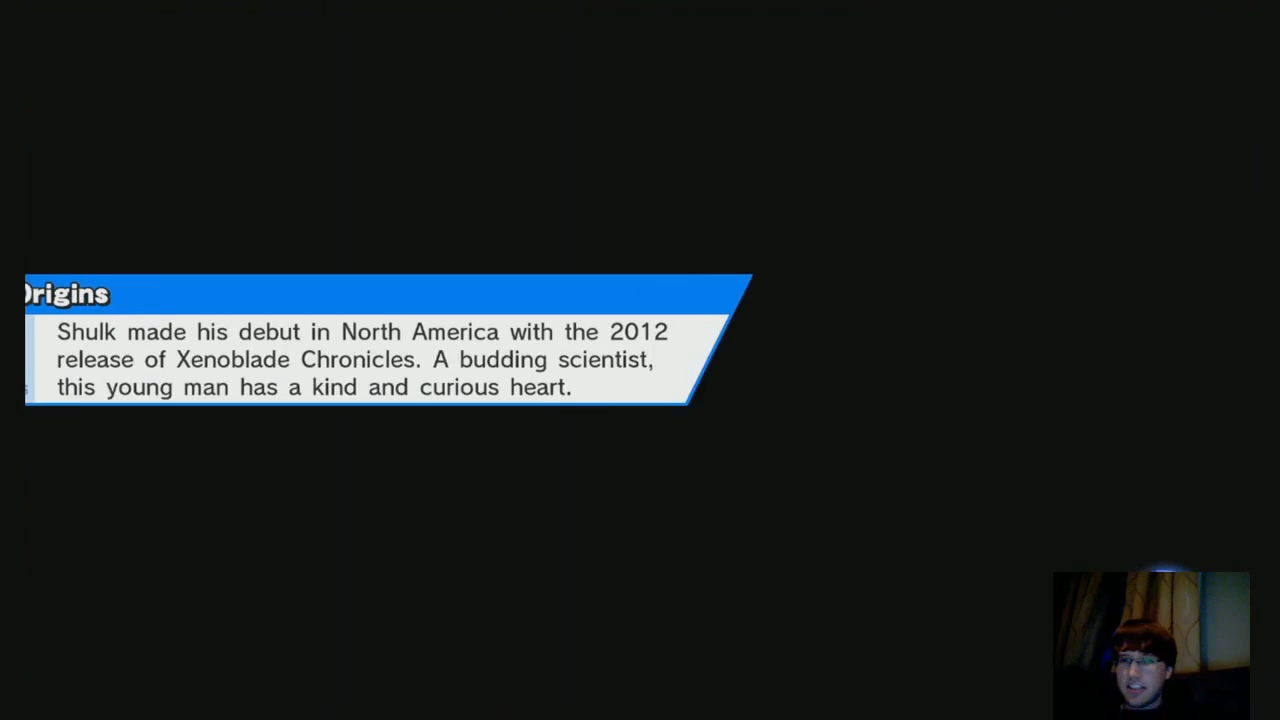 Origins
Shulk made his debut in North America with the 2012
release of Xenoblade Chronicles. A budding scientist,
this young man has a kind and curious heart.